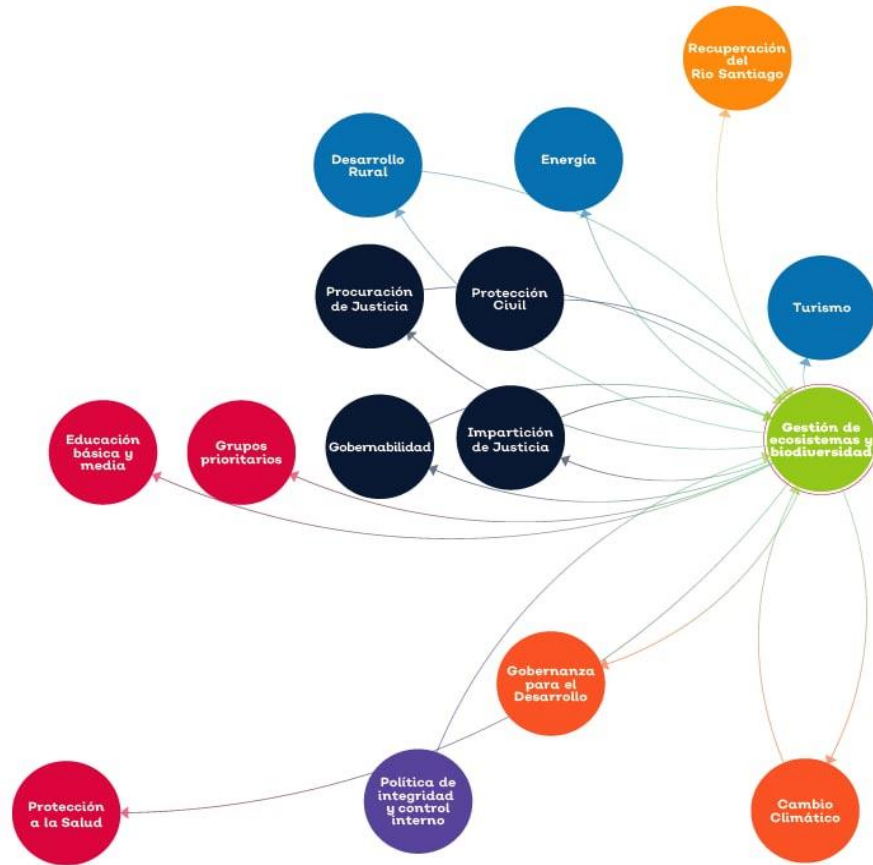 Recuperación
del
Río Santiago
Desarrollo
Rural
Energía
Procuración
de Justicia
Protección
Civil
Turismo
Educación
básica y
media
Grupos
prioritarios
Gobernabilidad
Impartición
de Justicia
Gestión de
ecosistemas y
biodiversidad
Gobernanza
para el
Desarrollo
Protección
a la Salud
Política de
integridad
y control
interno
Cambio
Climático